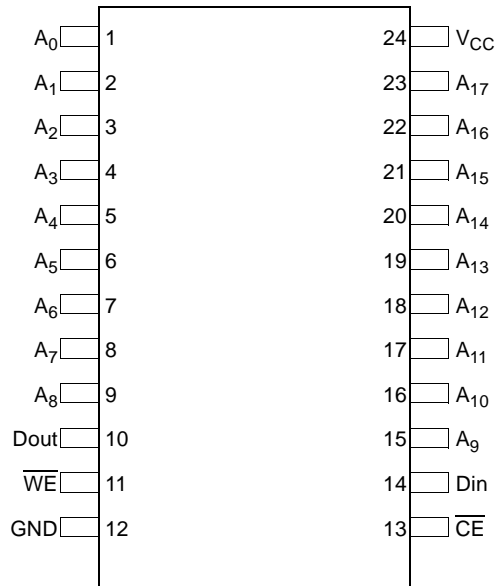 A0 1 24 VCC
A1 2 23 A17
A2 3 22 A16
A3 4 21 A15
A4 5 20 A14
A5 6 19 A13
A6 7 18 A12
A7 8 17 A11
A8 9 16 A10
Dout 10 15 A9
W̅E̅ 11 14 Din
GND 12 13 C̅E̅